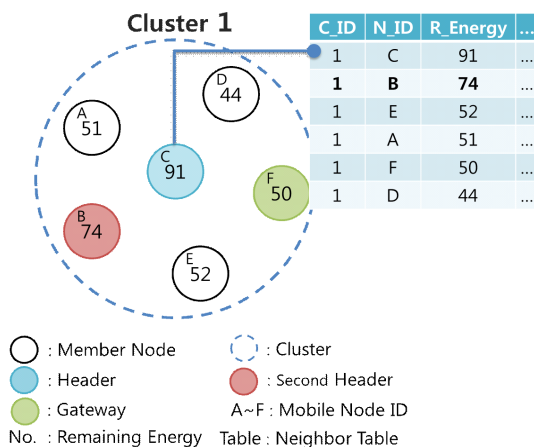 Cluster 1
C_ID N_ID R_Energy ...
1 C 91 ...
1 B 74 ...
1 E 52 ...
1 A 51 ...
1 F 50 ...
1 D 44 ...
D
44
A
51
C
91
F
50
B
74
E
52
: Member Node
: Cluster
: Header
: Second Header
: Gateway
A~F : Mobile Node ID
No. : Remaining Energy
Table : Neighbor Table